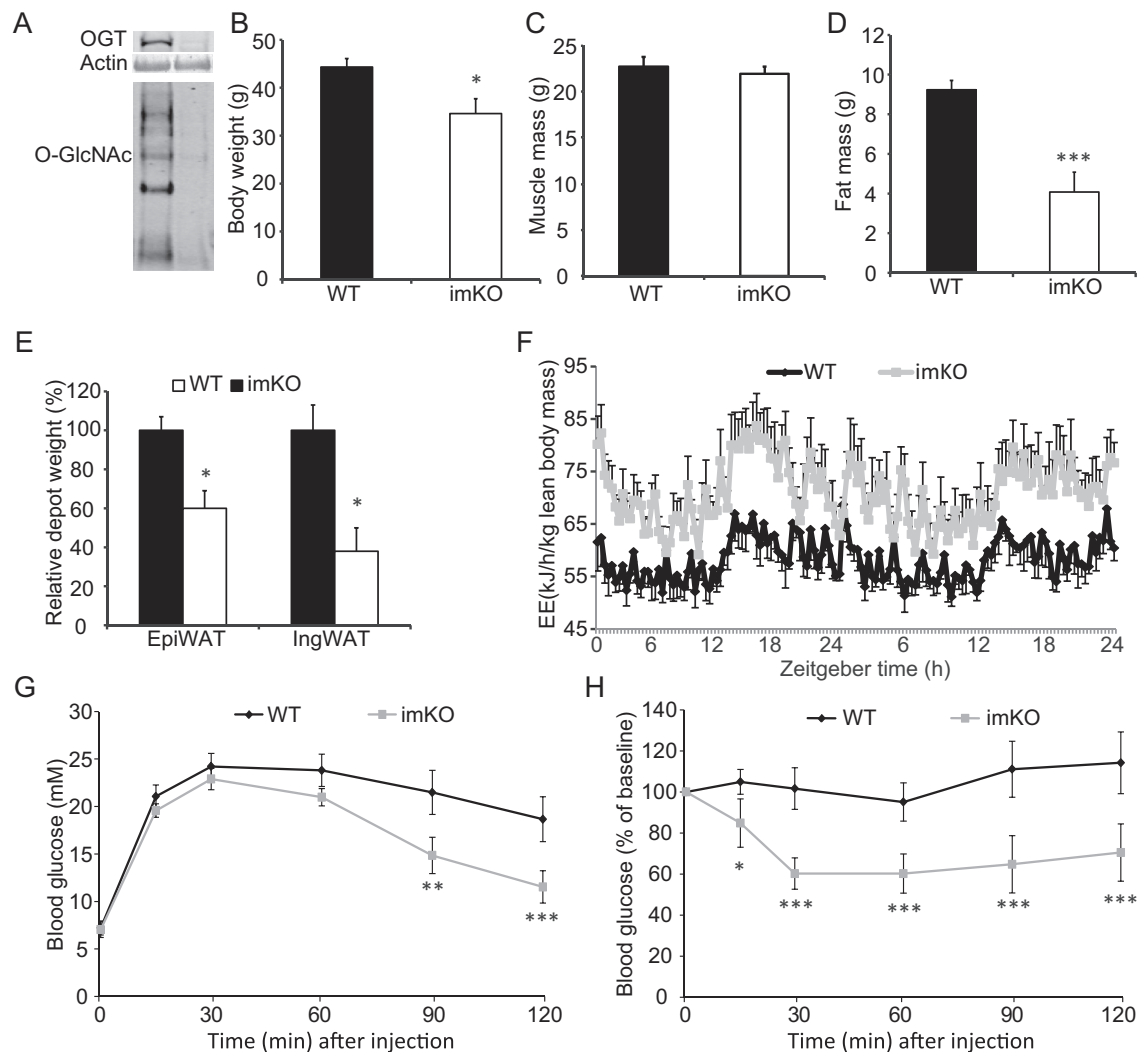 A
OGT
Actin
O-GlcNAc
B
Body weight (g)
50
40
30
20
10
0
*
WT
imKO
C
Muscle mass (g)
25
20
15
10
5
0
WT
imKO
D
Fat mass (g)
12
10
8
6
4
2
0
***
WT
imKO
E
Relative depot weight (%)
WT imKO
120
100
80
60
40
20
0
*
*
EpiWAT
IngWAT
F
EE(kJ/h/kg lean body mass)
WT imKO
95
85
75
65
55
45
0 6 12 18 24 6 12 18 24
Zeitgeber time (h)
G
Blood glucose (mM)
WT imKO
30
25
20
15
10
5
0
**
***
0 30 60 90 120
Time (min) after injection
H
Blood glucose (% of baseline)
WT imKO
140
120
100
80
60
40
20
0
*
***
***
***
***
0 30 60 90 120
Time (min) after injection